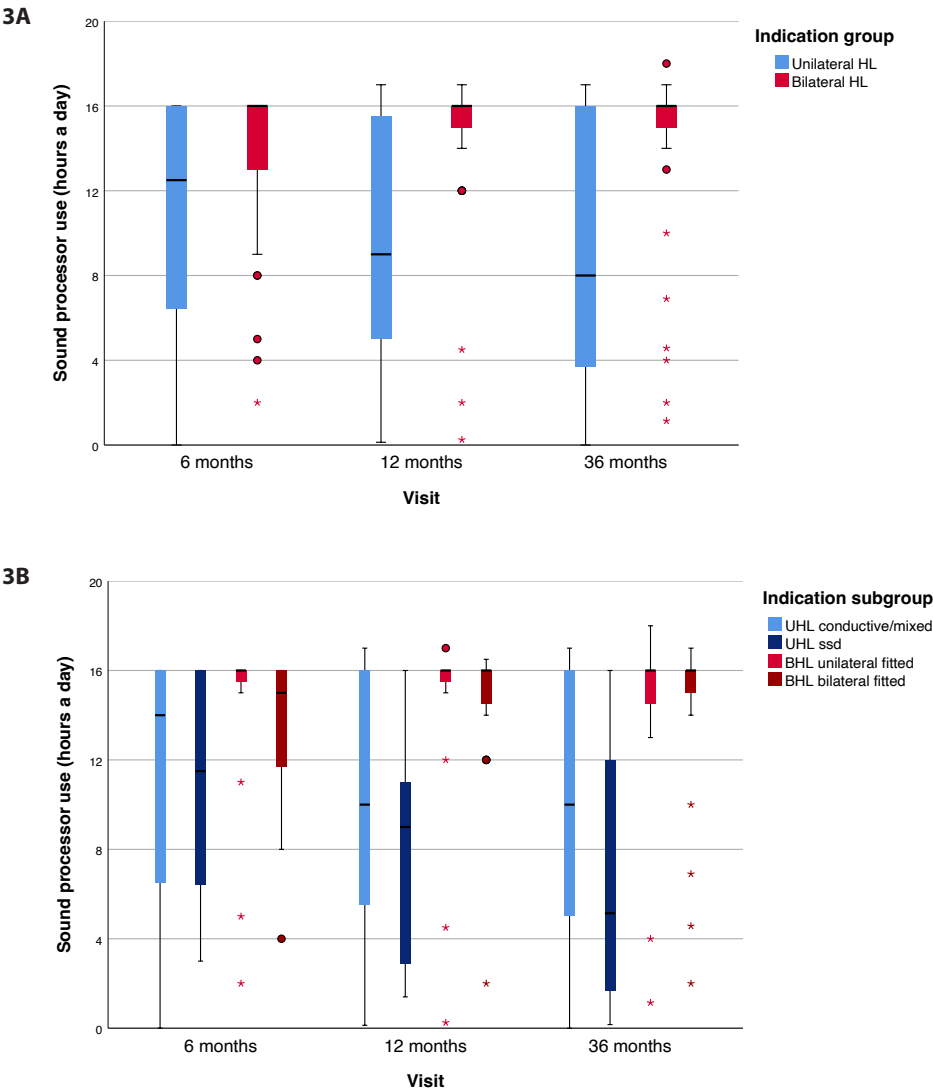 3A
Indication group
Unilateral HL
Bilateral HL
Sound processor use (hours a day)
20
16
12
8
4
0
6 months
12 months
36 months
Visit
3B
Indication subgroup
UHL conductive/mixed
UHL ssd
BHL unilateral fitted
BHL bilateral fitted
Sound processor use (hours a day)
20
16
12
8
4
0
6 months
12 months
36 months
Visit